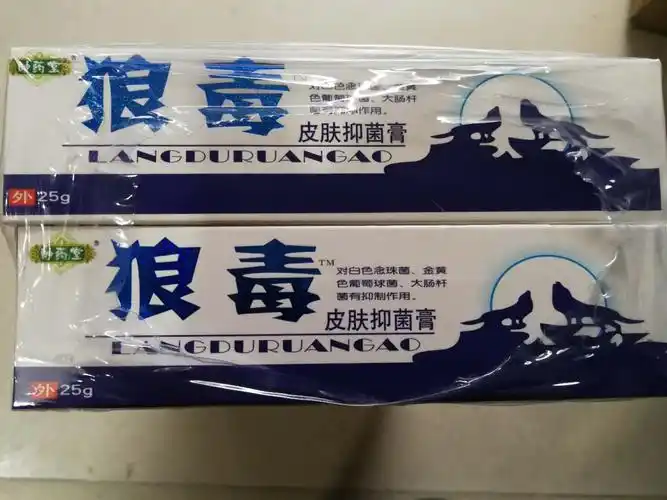 狼毒
对白色念珠菌、金黄
色葡萄球菌、大肠杆
菌有抑制作用。
皮肤抑菌膏
LANGDURUANGAO
外 25g
狼毒™
对白色念珠菌、金黄
色葡萄球菌、大肠杆
菌有抑制作用。
皮肤抑菌膏
LANGDURUANGAO
外 25g